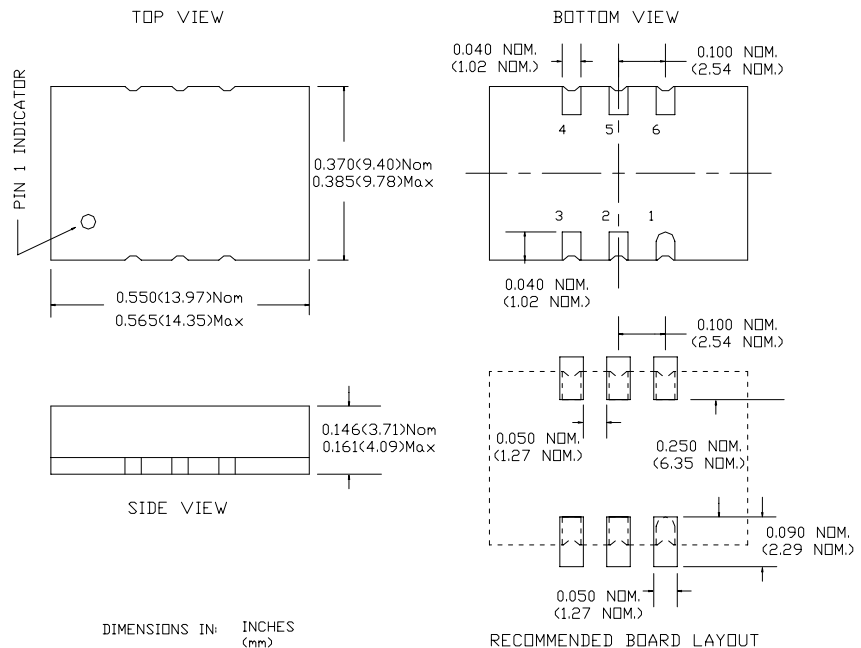 TOP VIEW
PIN 1 INDICATOR
0.370(9.40)Nom
0.385(9.78)Max
0.550(13.97)Nom
0.565(14.35)Max
0.146(3.71)Nom
0.161(4.09)Max
SIDE VIEW
DIMENSIONS IN: INCHES
(mm)
BOTTOM VIEW
0.040 NOM.
(1.02 NOM.)
0.100 NOM.
(2.54 NOM.)
4 5 6
3 2 1
0.040 NOM.
(1.02 NOM.)
0.100 NOM.
(2.54 NOM.)
0.050 NOM.
(1.27 NOM.)
0.250 NOM.
(6.35 NOM.)
0.090 NOM.
(2.29 NOM.)
0.050 NOM.
(1.27 NOM.)
RECOMMENDED BOARD LAYOUT